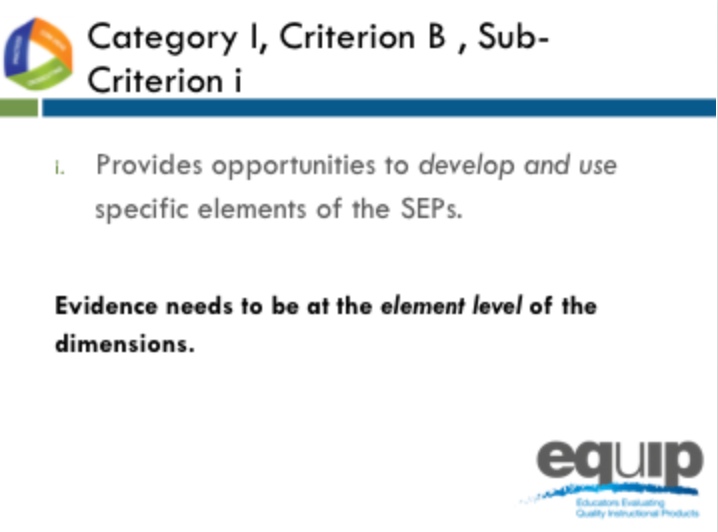 Category I, Criterion B , Sub-
Criterion i
i. Provides opportunities to develop and use
specific elements of the SEPs.
Evidence needs to be at the element level of the
dimensions.
equip
Educators Evaluating
Quality Instructional Products